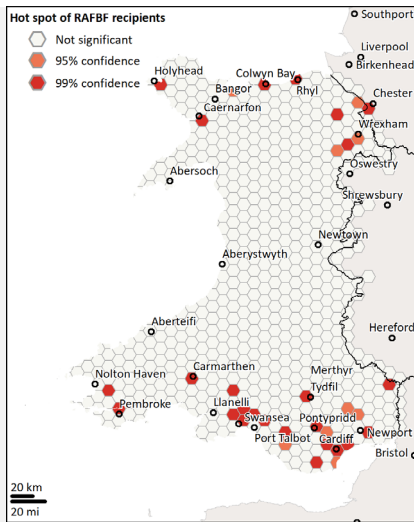 Hot spot of RAFBF recipients
Not significant
95% confidence
99% confidence
Southport
Liverpool
Birkenhead
Holyhead
Colwyn Bay
Bangor
Rhyl
Chester
Caernarfon
Wrexham
Abersoch
Oswestry
Shrewsbury
Newtown
Aberystwyth
Aberteifi
Hereford
Nolton Haven
Carmarthen
Merthyr
Tydfil
Pembroke
Llanelli
Swansea
Pontypridd
Port Talbot
Cardiff
Newport
Bristol
20 km
20 mi